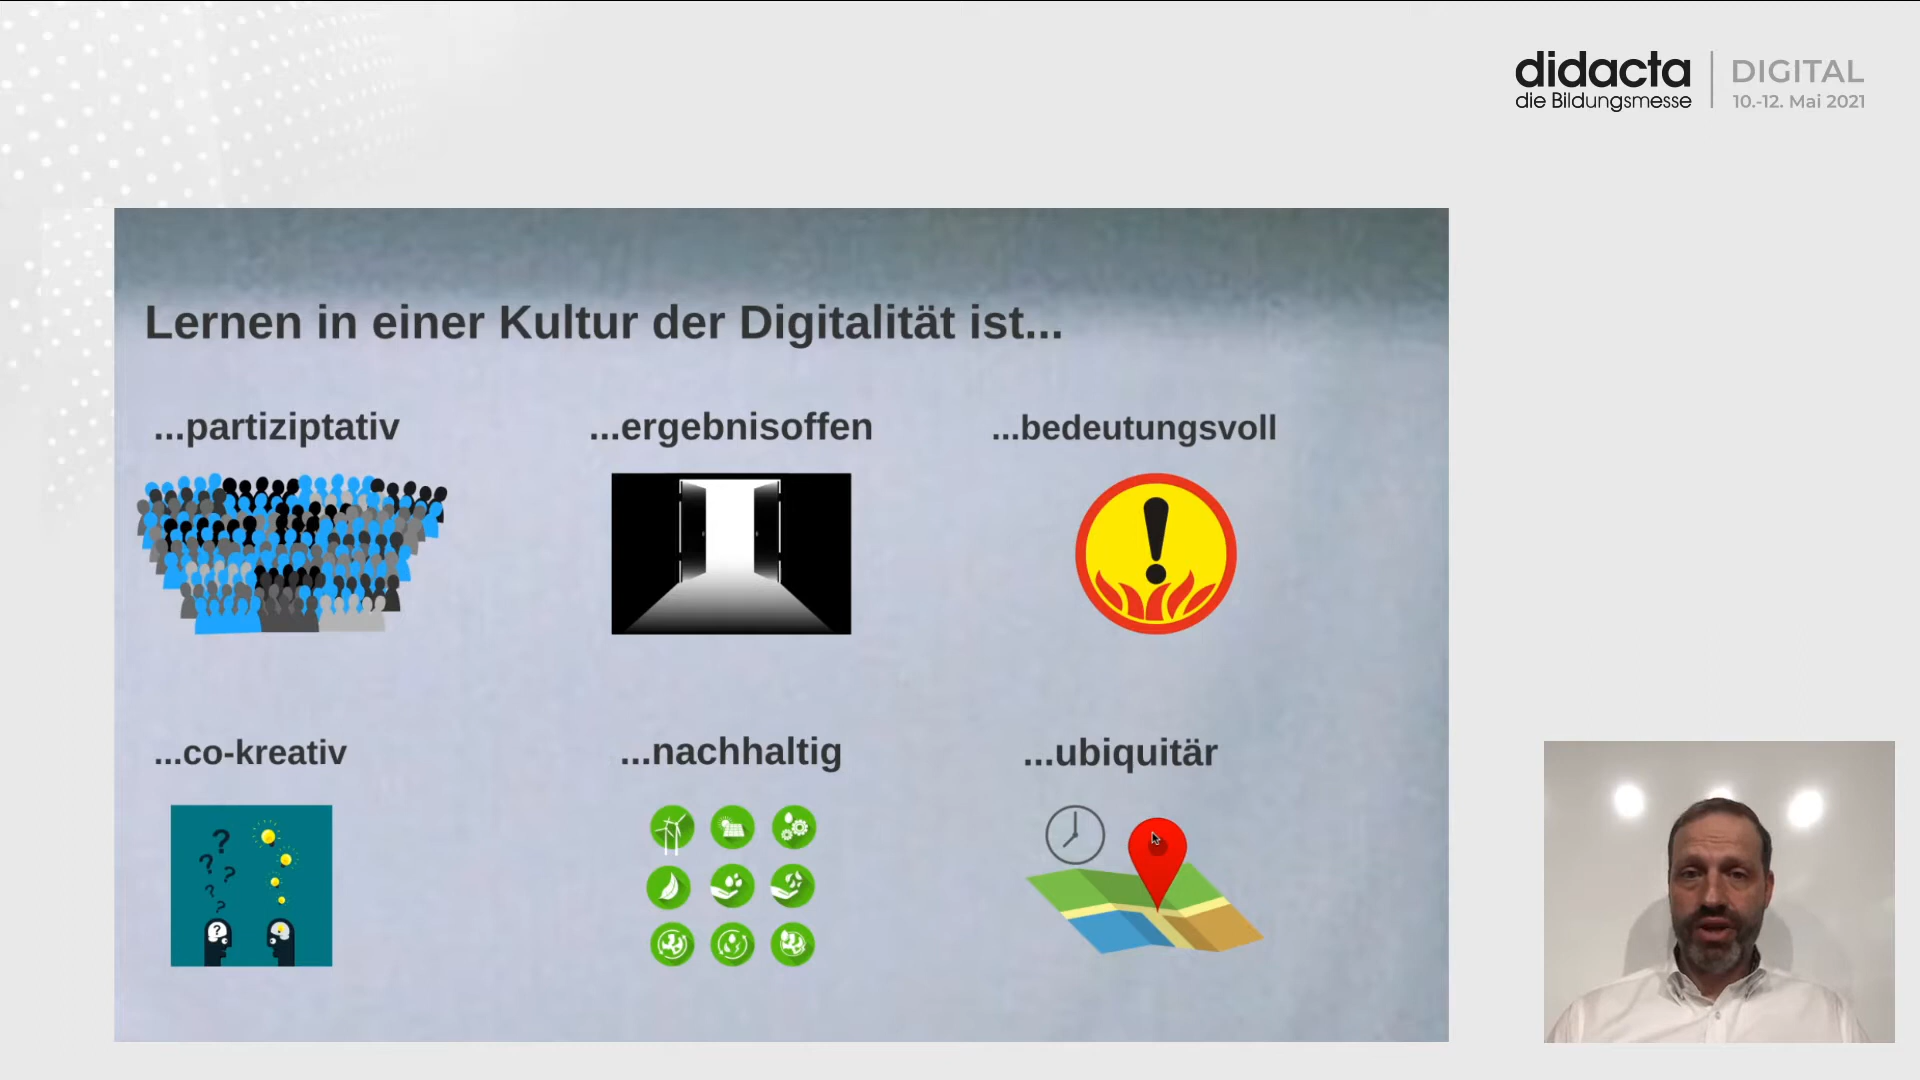 didacta
die Bildungsmesse
DIGITAL
10.-12. Mai 2021
Lernen in einer Kultur der Digitalität ist...
...partiziptativ
...ergebnisoffen
...bedeutungsvoll
...co-kreativ
...nachhaltig
...ubiquitär